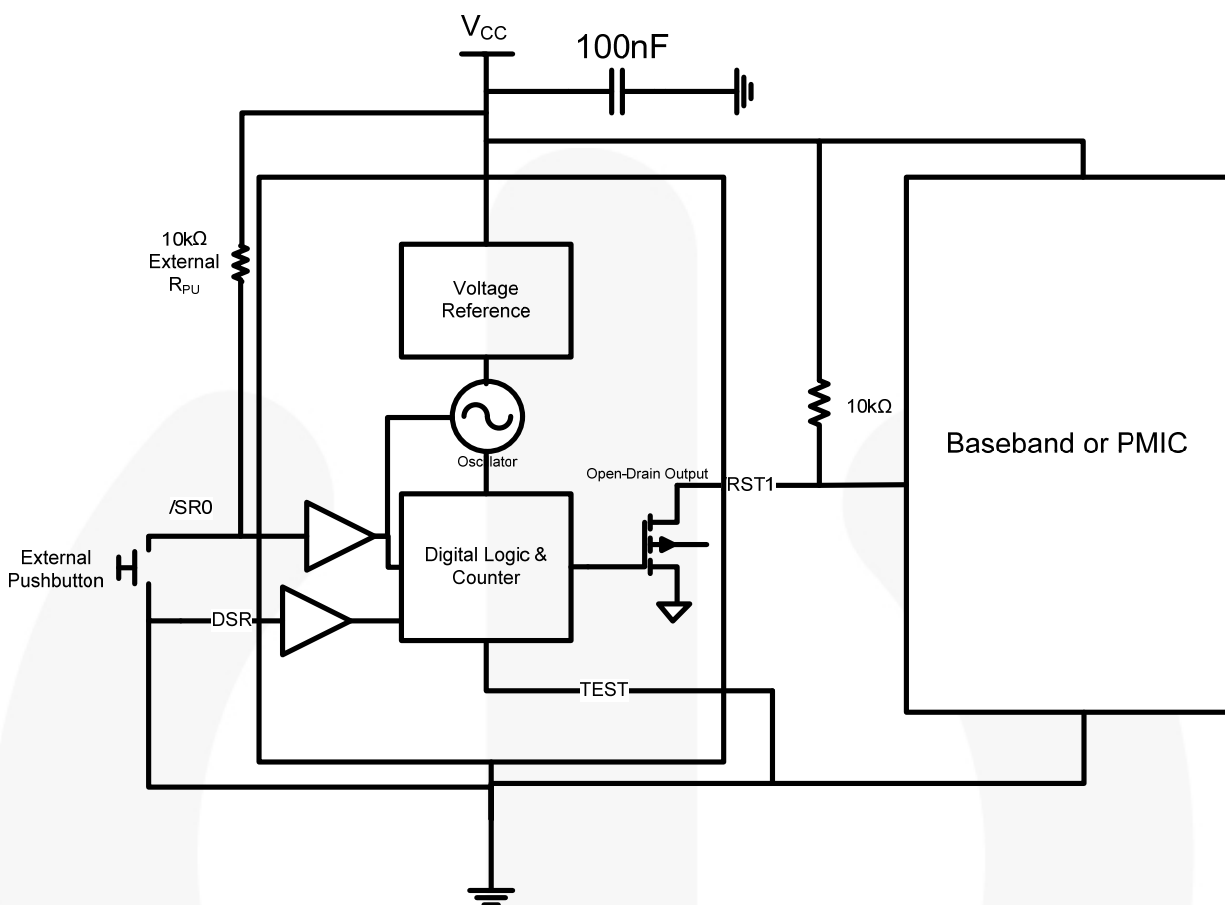 VCC
100nF
10kΩ
External
RPU
Voltage
Reference
Oscillator
10kΩ
Baseband or PMIC
Open-Drain Output
/RST1
/SR0
External
Pushbutton
Digital Logic &
Counter
DSR
TEST